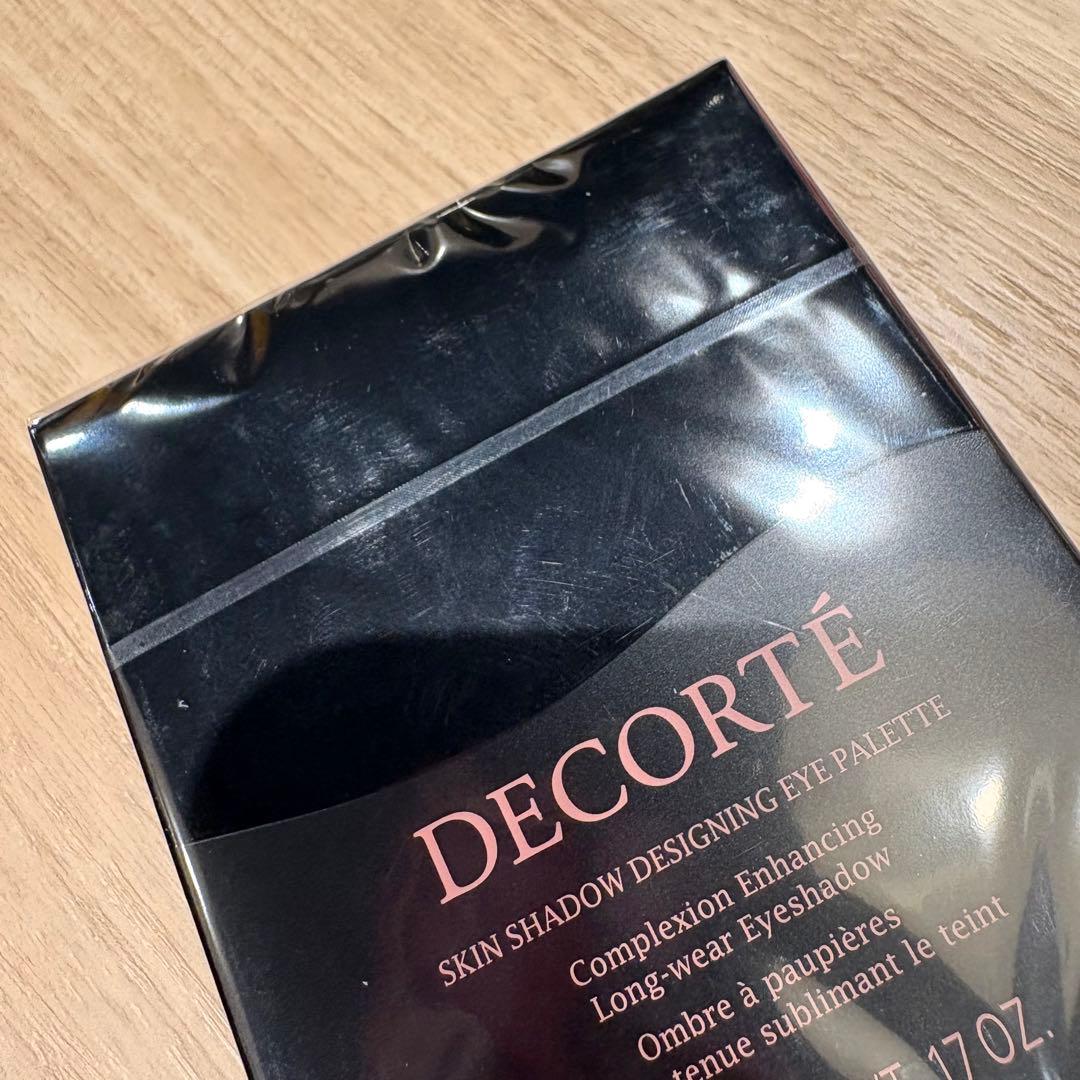 DECORTÉ
SKIN SHADOW DESIGNING EYE PALETTE
Complexion Enhancing
Long-wear Eyeshadow
Ombre à paupières
tenue sublimant le teint
.17 OZ.